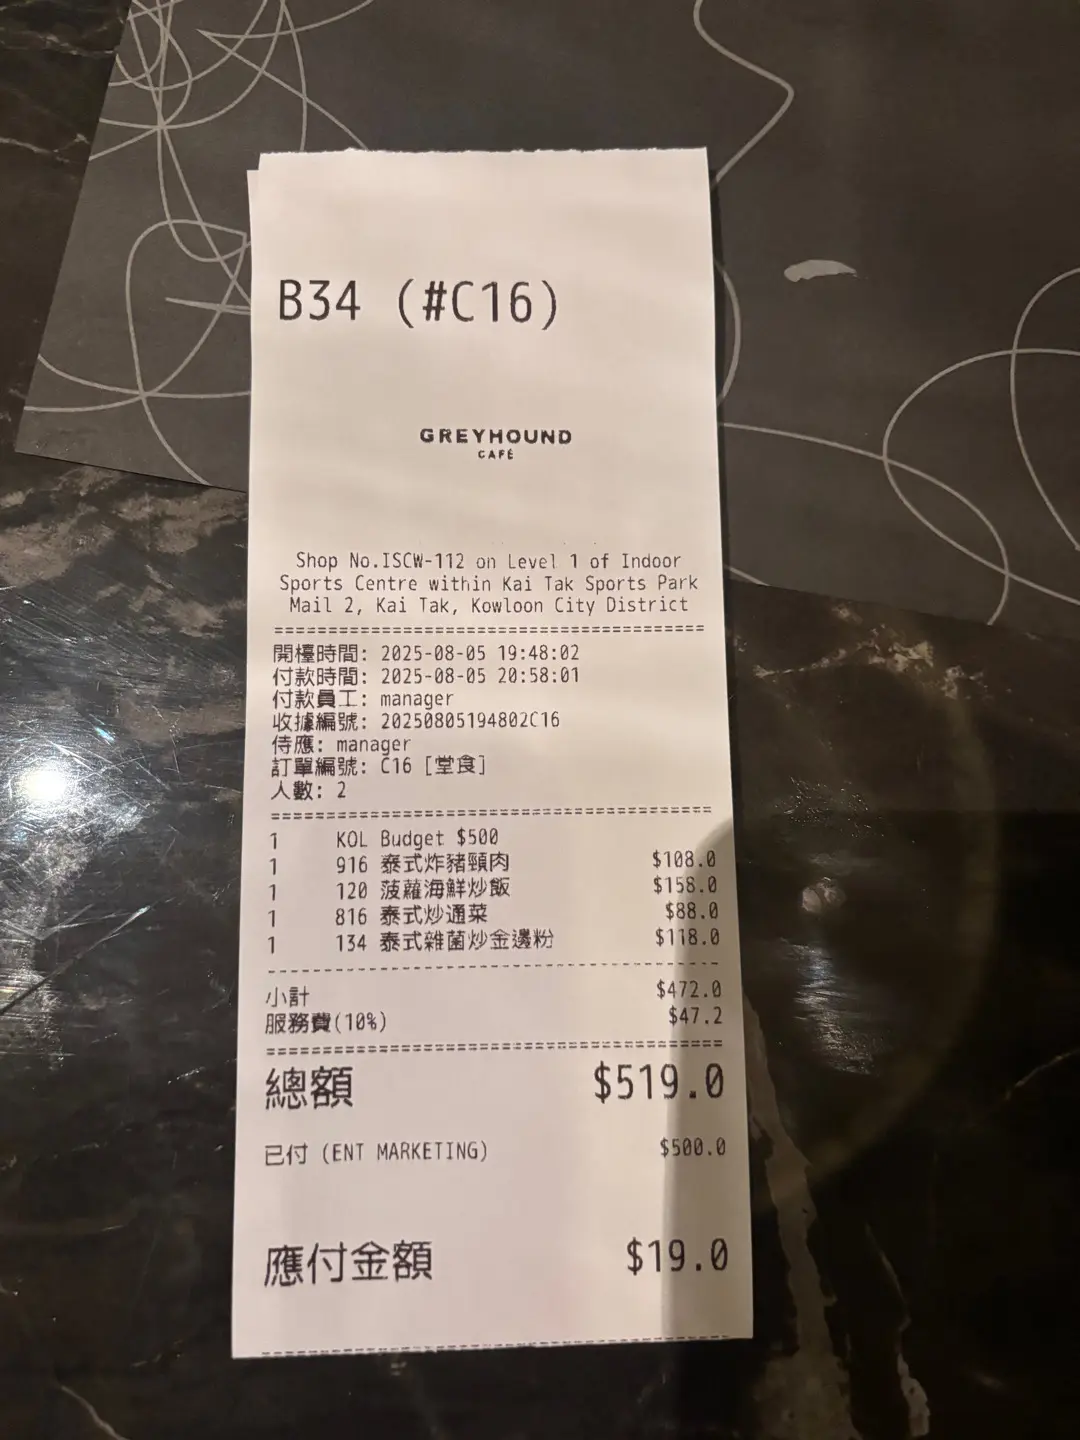 B34 (#C16)
GREYHOUND
CAFÉ
Shop No.ISCW-112 on Level 1 of Indoor
Sports Centre within Kai Tak Sports Park
Mail 2, Kai Tak, Kowloon City District
========================================
開檯時間: 2025-08-05 19:48:02
付款時間: 2025-08-05 20:58:01
付款員工: manager
收據編號: 20250805194802C16
侍應: manager
訂單編號: C16 [堂食]
人數: 2
========================================
1 KOL Budget $500
1 916 泰式炸豬頸肉 $108.0
1 120 菠蘿海鮮炒飯 $158.0
1 816 泰式炒通菜 $88.0
1 134 泰式雜菌炒金邊粉 $118.0
----------------------------------------
小計 $472.0
服務費(10%) $47.2
========================================
總額 $519.0
已付 (ENT MARKETING) $500.0
應付金額 $19.0
----------------------------------------